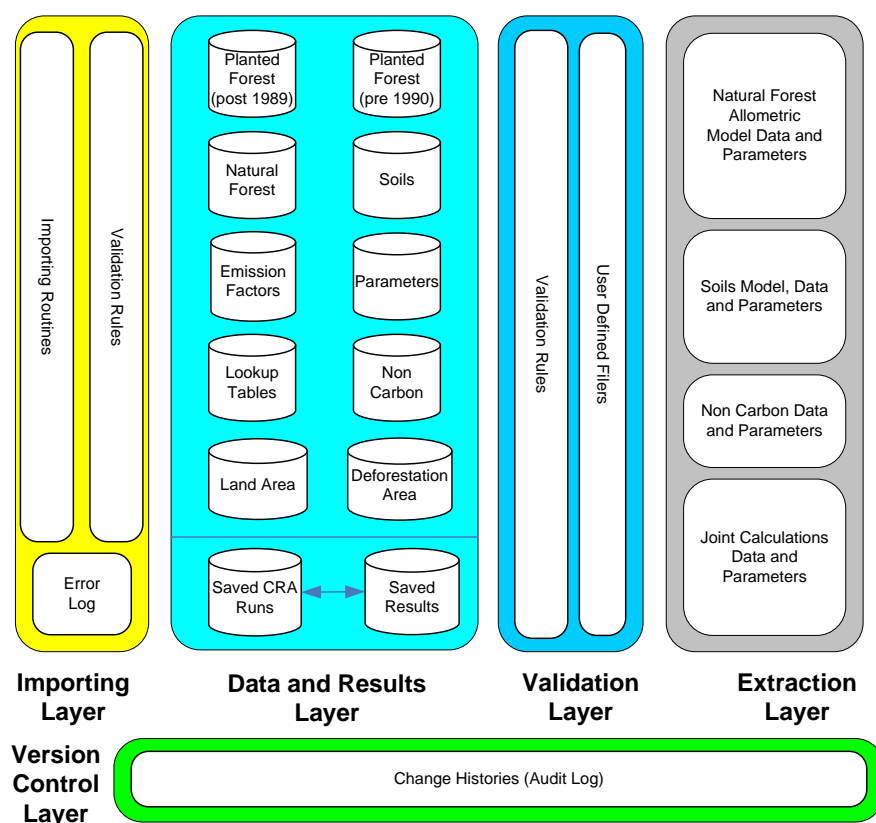 Importing Routines
Validation Rules
Error
Log
Planted
Forest
(post 1989)
Planted
Forest
(pre 1990)
Natural
Forest
Soils
Emission
Factors
Parameters
Lookup
Tables
Non
Carbon
Land Area
Deforestation
Area
Saved CRA
Runs
Saved
Results
Validation Rules
User Defined Filers
Natural Forest
Allometric
Model Data and
Parameters
Soils Model, Data
and Parameters
Non Carbon Data
and Parameters
Joint Calculations
Data and
Parameters
Importing
Layer
Data and Results
Layer
Validation
Layer
Extraction
Layer
Version
Control
Layer
Change Histories (Audit Log)